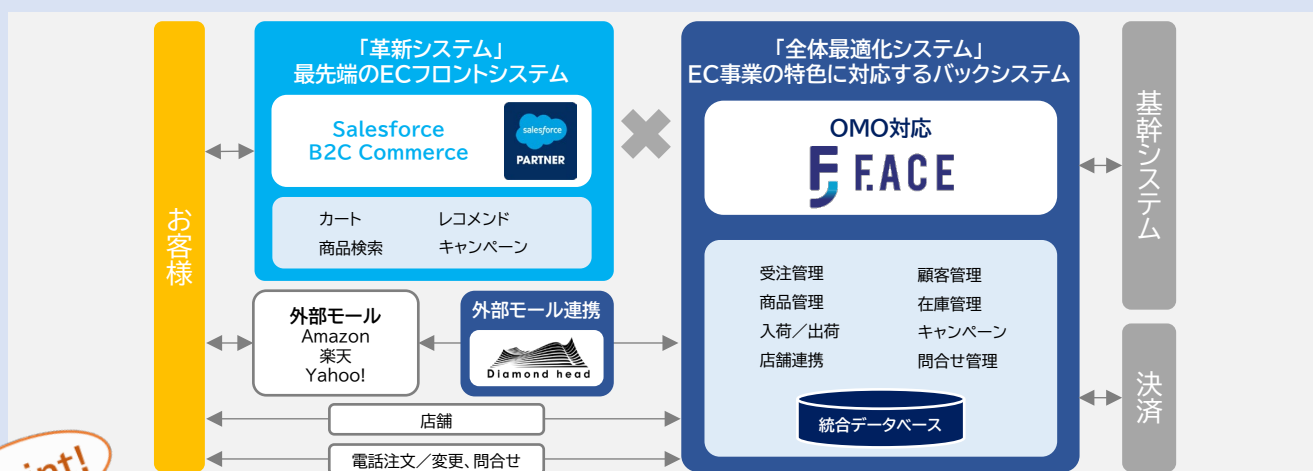 お客様
「革新システム」
最先端のECフロントシステム
Salesforce
B2C Commerce
salesforce
PARTNER
カート
レコメンド
商品検索
キャンペーン
「全体最適化システム」
EC事業の特色に対応するバックシステム
OMO対応
F.ACE
受注管理
顧客管理
商品管理
在庫管理
入荷／出荷
キャンペーン
店舗連携
問合せ管理
統合データベース
基幹システム
決済
外部モール
Amazon
楽天
Yahoo!
外部モール連携
Diamond head
店舗
電話注文／変更、問合せ